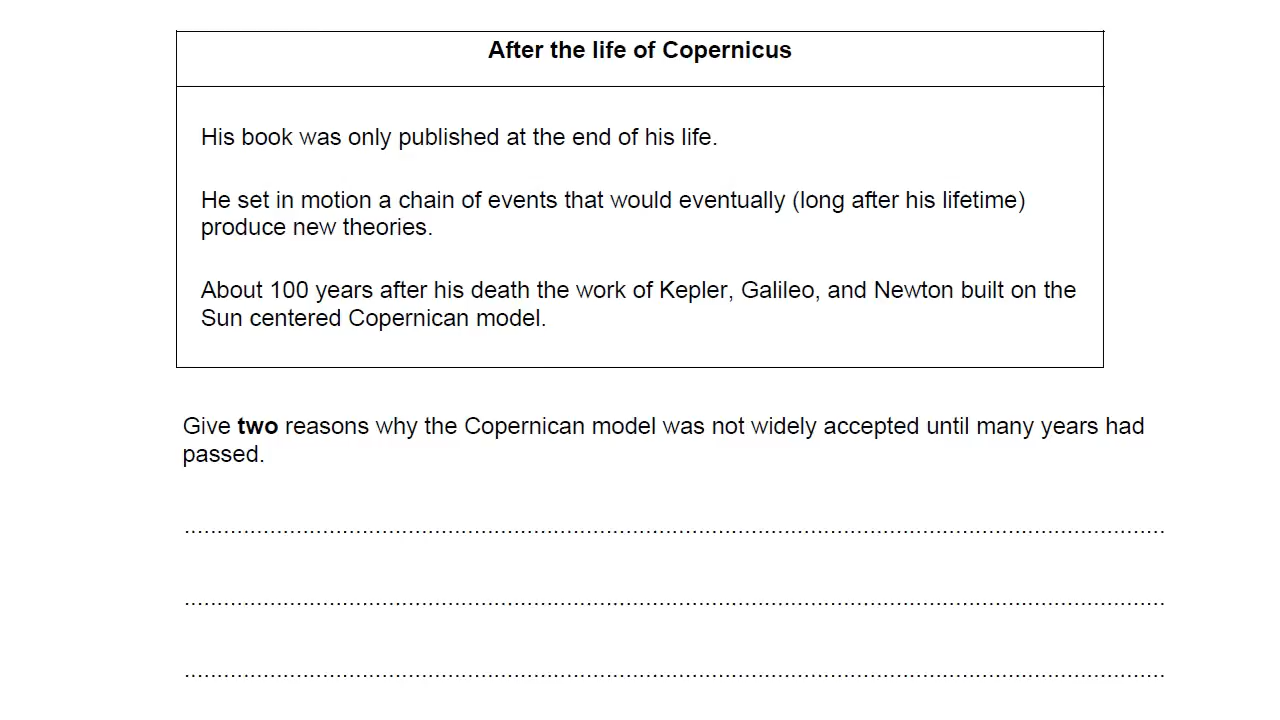 After the life of Copernicus
His book was only published at the end of his life.
He set in motion a chain of events that would eventually (long after his lifetime)
produce new theories.
About 100 years after his death the work of Kepler, Galileo, and Newton built on the
Sun centered Copernican model.
Give two reasons why the Copernican model was not widely accepted until many years had
passed.